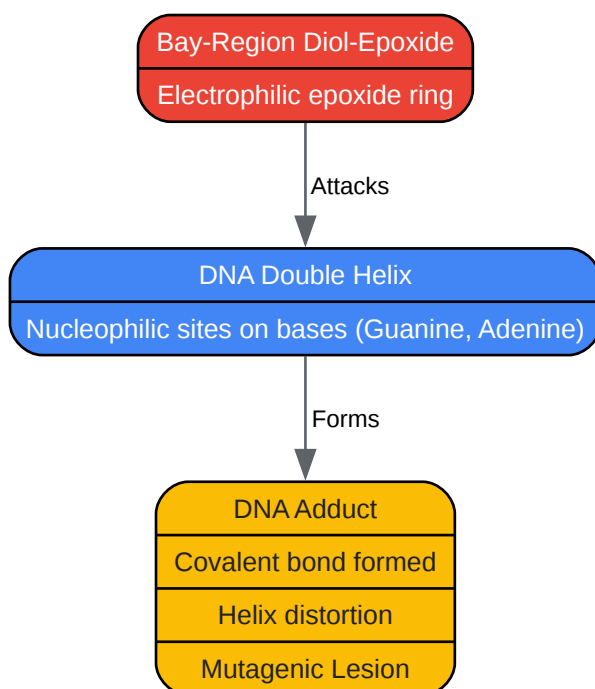 Bay-Region Diol-Epoxide
Electrophilic epoxide ring
Attacks
DNA Double Helix
Nucleophilic sites on bases (Guanine, Adenine)
Forms
DNA Adduct
Covalent bond formed
Helix distortion
Mutagenic Lesion